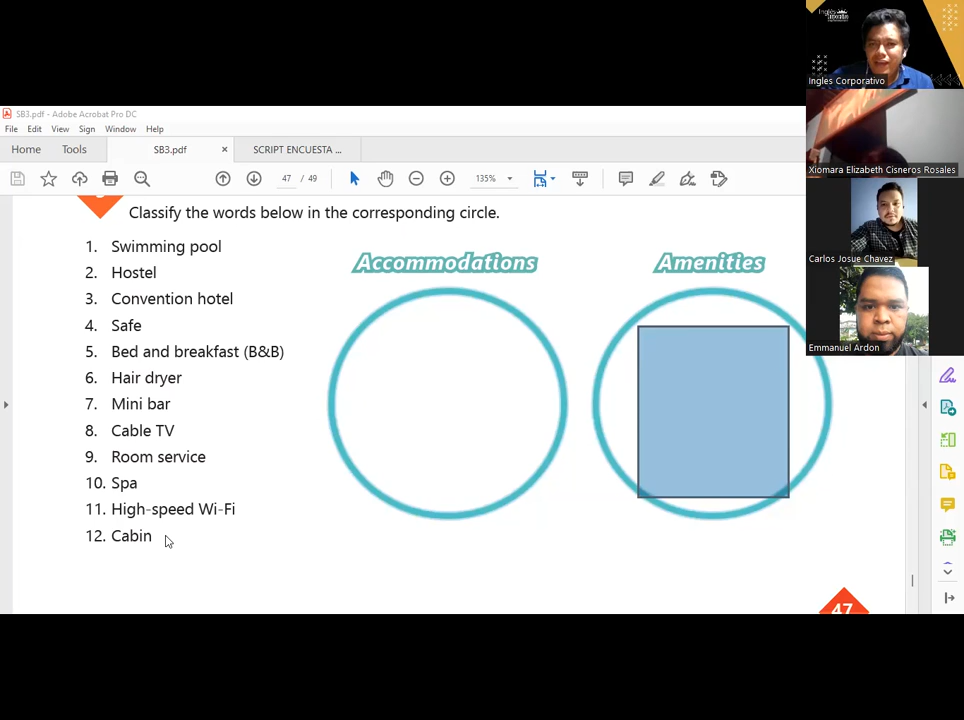 SB3.pdf - Adobe Acrobat Pro DC
File Edit View Sign Window Help
Home Tools SB3.pdf × SCRIPT ENCUESTA ...
47 / 49 135%
Classify the words below in the corresponding circle.
1. Swimming pool
2. Hostel
3. Convention hotel
4. Safe
5. Bed and breakfast (B&B)
6. Hair dryer
7. Mini bar
8. Cable TV
9. Room service
10. Spa
11. High-speed Wi-Fi
12. Cabin
Accommodations
Amenities
47
Inglés
Corporativo
Ingles Corporativo
Xiomara Elizabeth Cisneros Rosales
Carlos Josue Chavez
Emmanuel Ardon